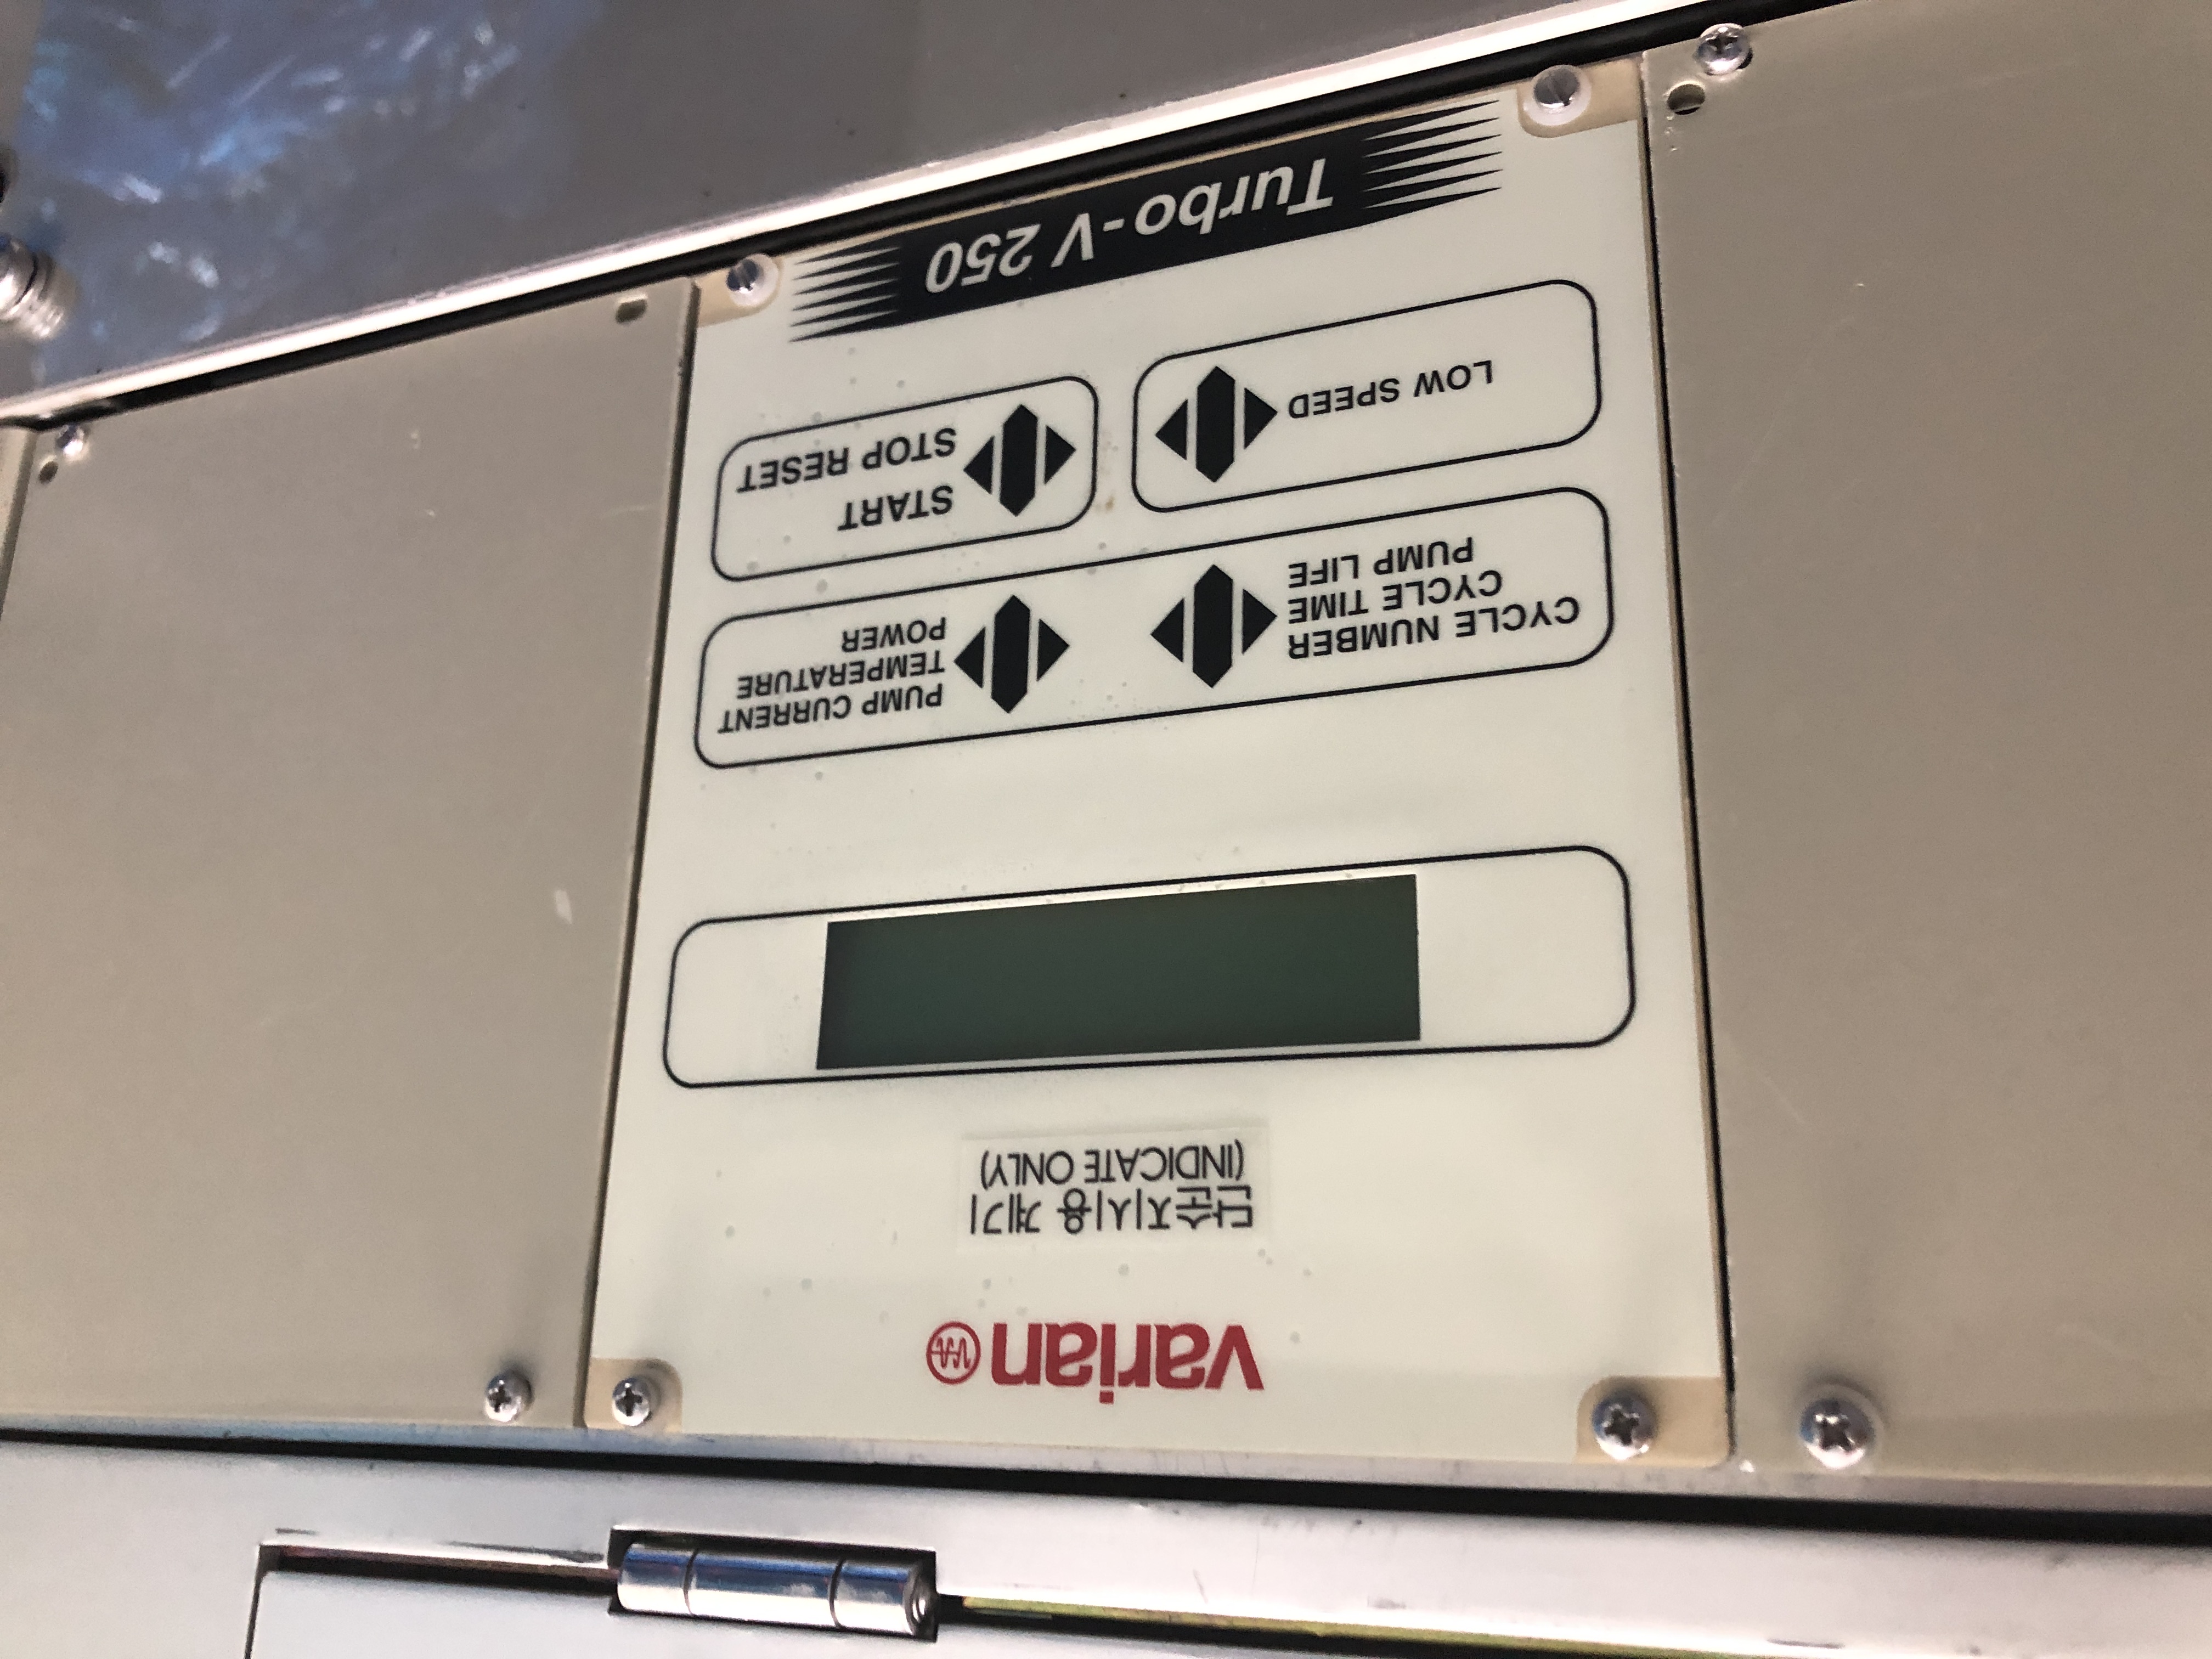 varian
단순지시용 계기
(INDICATE ONLY)
CYCLE NUMBER
CYCLE TIME
PUMP LIFE
PUMP CURRENT
TEMPERATURE
POWER
LOW SPEED
START
STOP RESET
Turbo-V 250